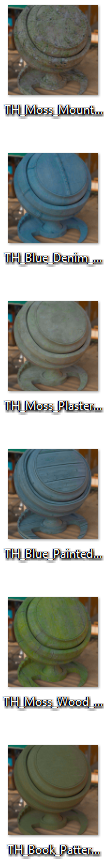 TH_Moss_Mount...
TH_Blue_Denim_...
TH_Moss_Plaster...
TH_Blue_Painted...
TH_Moss_Wood_...
TH_Book_Patter...